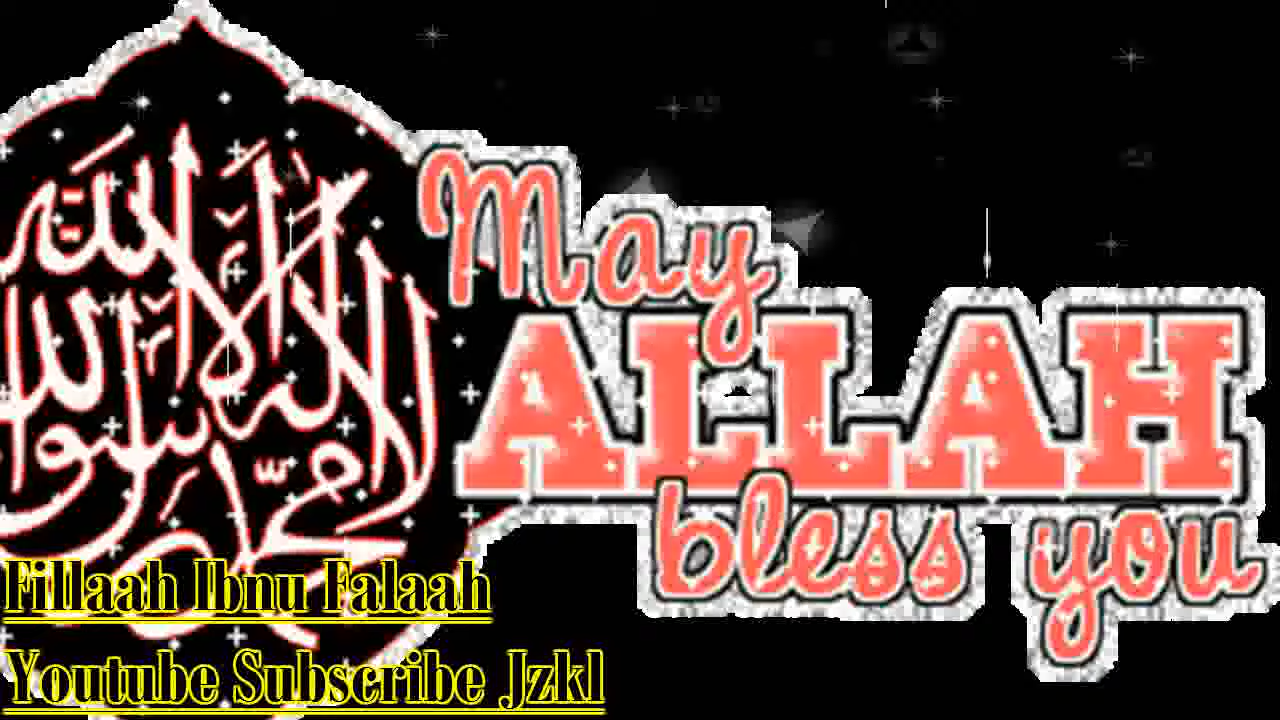 لا إله إلا الله
محمد رسول الله
May
ALLAH
bless you
Fillaah Ibnu Falaah
Youtube Subscribe Jzkl